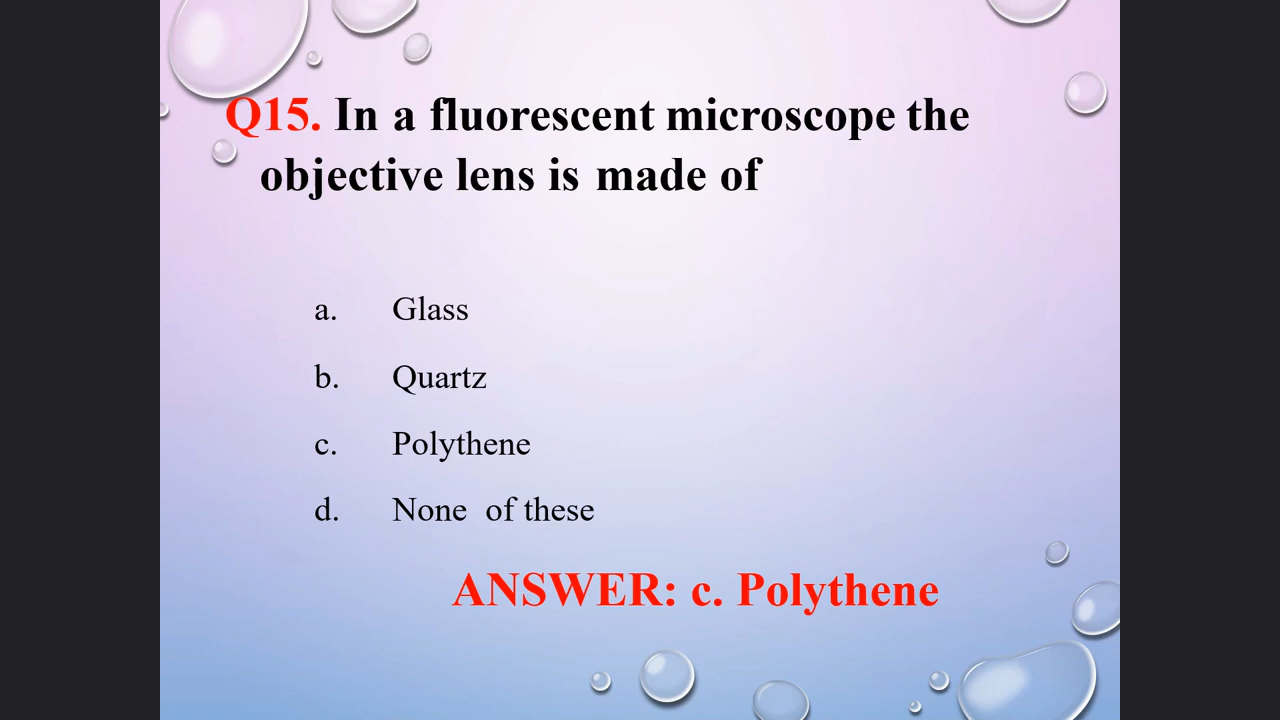 Q15. In a fluorescent microscope the
objective lens is made of
a. Glass
b. Quartz
c. Polythene
d. None of these
ANSWER: c. Polythene